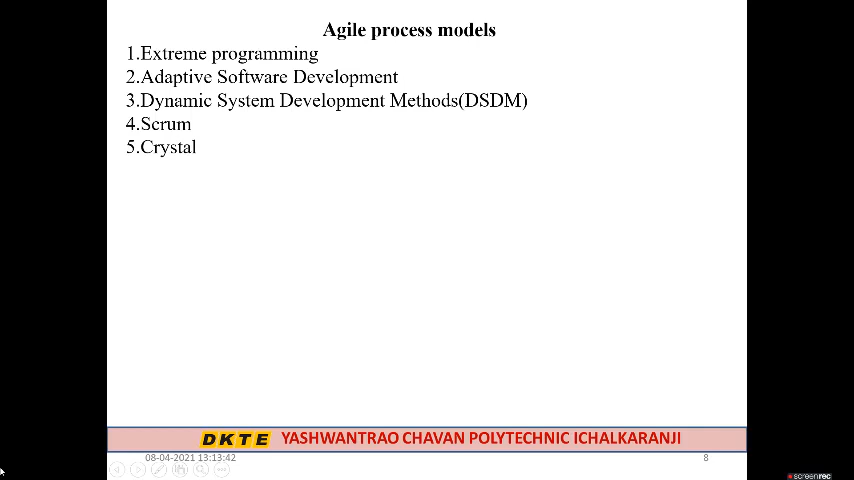 Agile process models
1.Extreme programming
2.Adaptive Software Development
3.Dynamic System Development Methods(DSDM)
4.Scrum
5.Crystal
DKTE YASHWANTRAO CHAVAN POLYTECHNIC ICHALKARANJI
08-04-2021 13:13:42 8
screenrec